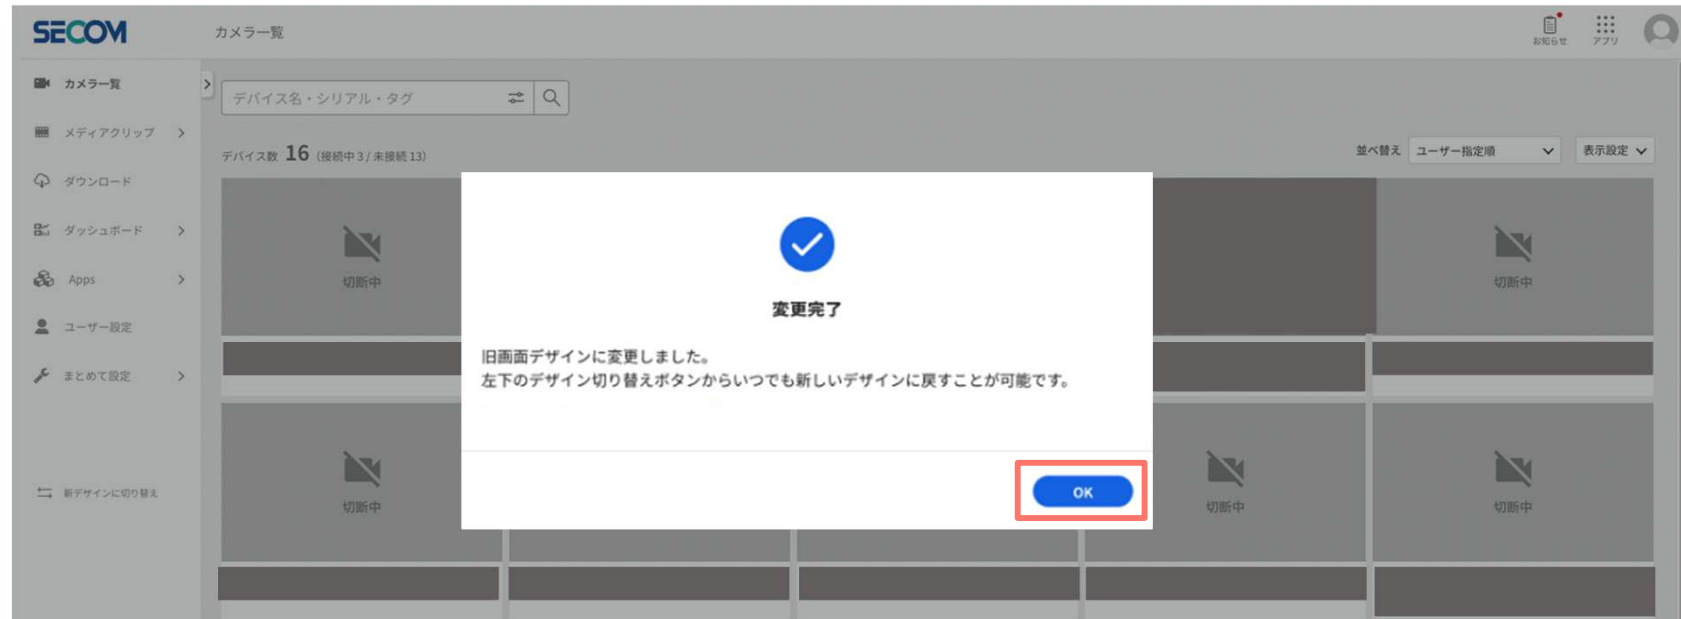 SECOM
カメラ一覧
お知らせ
アプリ
カメラ一覧
メディアクリップ
ダウンロード
ダッシュボード
Apps
ユーザー設定
まとめて設定
新デザインに切り替え
デバイス名・シリアル・タグ
デバイス数 16 (接続中 3 / 未接続 13)
並べ替え ユーザー指定順
表示設定
切断中
切断中
変更完了
旧画面デザインに変更しました。
左下のデザイン切り替えボタンからいつでも新しいデザインに戻すことが可能です。
OK
切断中
切断中
切断中